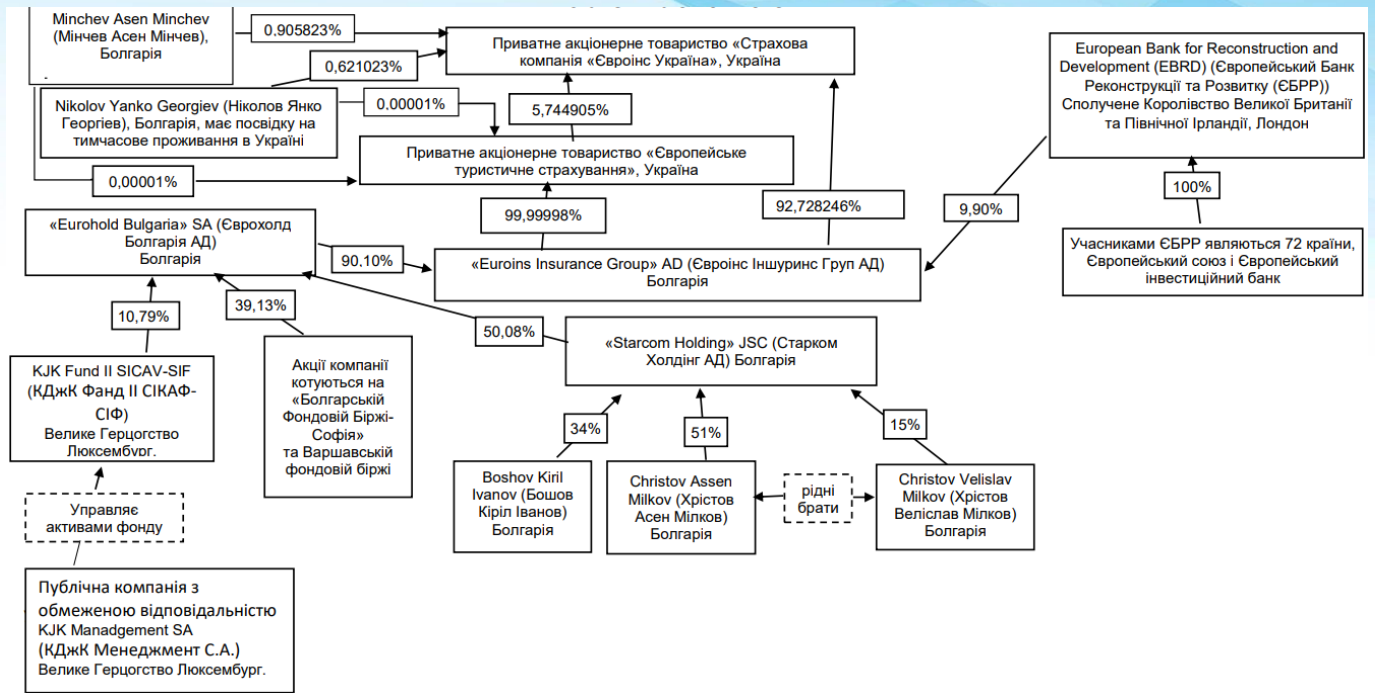 Minchev Asen Minchev
(Мінчев Асен Мінчев),
Болгарія
0.905823%
Приватне акціонерне товариство «Страхова
компанія «Євроінс Україна», Україна
European Bank for Reconstruction and
Development (EBRD) (Європейський Банк
Реконструкції та Розвитку (ЄБРР))
Сполучене Королівство Великої Британії
та Північної Ірландії, Лондон
0,621023%
Nikolov Yanko Georgiev (Ніколов Янко
Георгіев), Болгарія, має посвідку на
тимчасове проживання в Україні
0,00001%
5,744905%
Приватне акціонерне товариство «Європейське
туристичне страхування», Україна
0,00001%
100%
99,99998%
92,728246%
9,90%
«Eurohold Bulgaria» SA (Єврохолд
Болгарія АД)
Болгарія
90,10%
«Euroins Insurance Group» AD (Євроінс Іншуринс Груп АД)
Болгарія
Учасниками ЄБРР являються 72 країни,
Європейський союз і Європейський
інвестиційний банк
10,79%
39,13%
50,08%
«Starcom Holding» JSC (Старком
Холдінг АД) Болгарія
KJK Fund II SICAV-SIF
(КДжК Фанд II СІКАФ-
СІФ)
Велике Герцогство
Люксембург.
Акції компанії
котуються на
«Болгарській
Фондовій Біржі-
Софія»
та Варшавській
фондовій біржі
34%
51%
15%
Boshov Kiril
Ivanov (Бошов
Кіріл Іванов)
Болгарія
Christov Assen
Milkov (Хрістов
Асен Мілков)
Болгарія
рідні
брати
Christov Velislav
Milkov (Хрістов
Веліслав Мілков)
Болгарія
Управляє
активами фонду
Публічна компанія з
обмеженою відповідальністю
KJK Manadgement SA
(КДжК Менеджмент С.А.)
Велике Герцогство Люксембург.